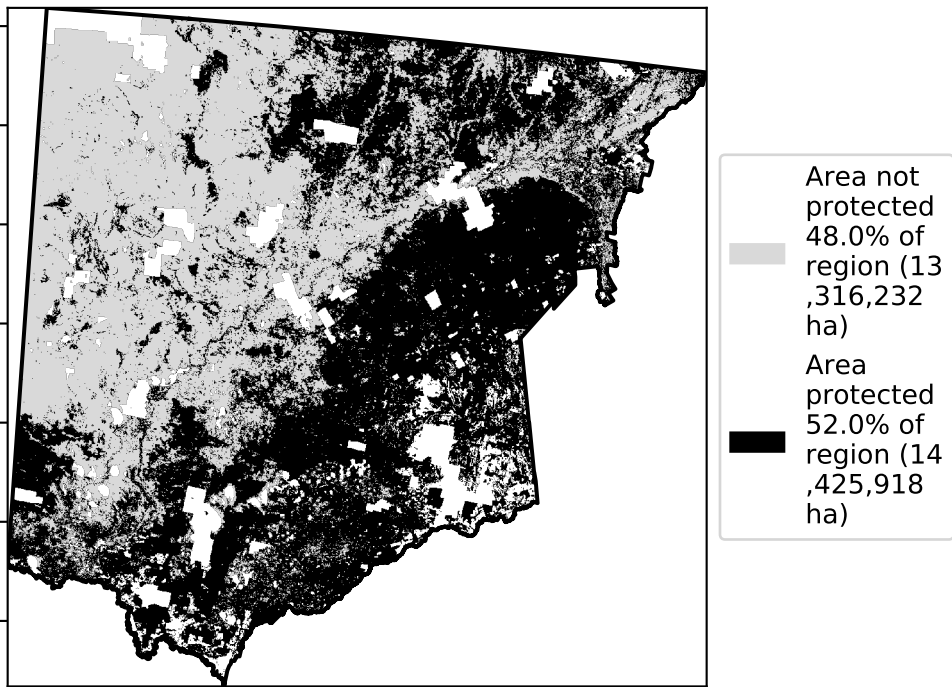 Area not
protected
48.0% of
region (13
,316,232
ha)
Area
protected
52.0% of
region (14
,425,918
ha)